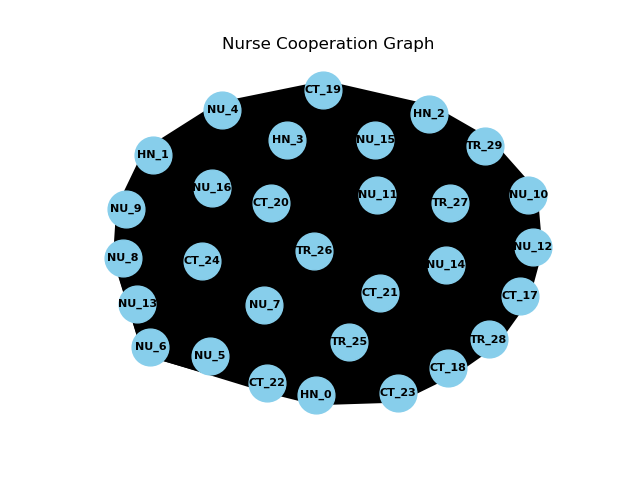 Nurse Cooperation Graph
CT_19
NU_4
HN_2
HN_3
NU_15
TR_29
HN_1
NU_16
NU_11
NU_10
CT_20
TR_27
NU_9
NU_12
TR_26
NU_8
CT_24
NU_14
CT_21
CT_17
NU_13
NU_7
TR_28
TR_25
NU_6
NU_5
CT_18
CT_22
CT_23
HN_0